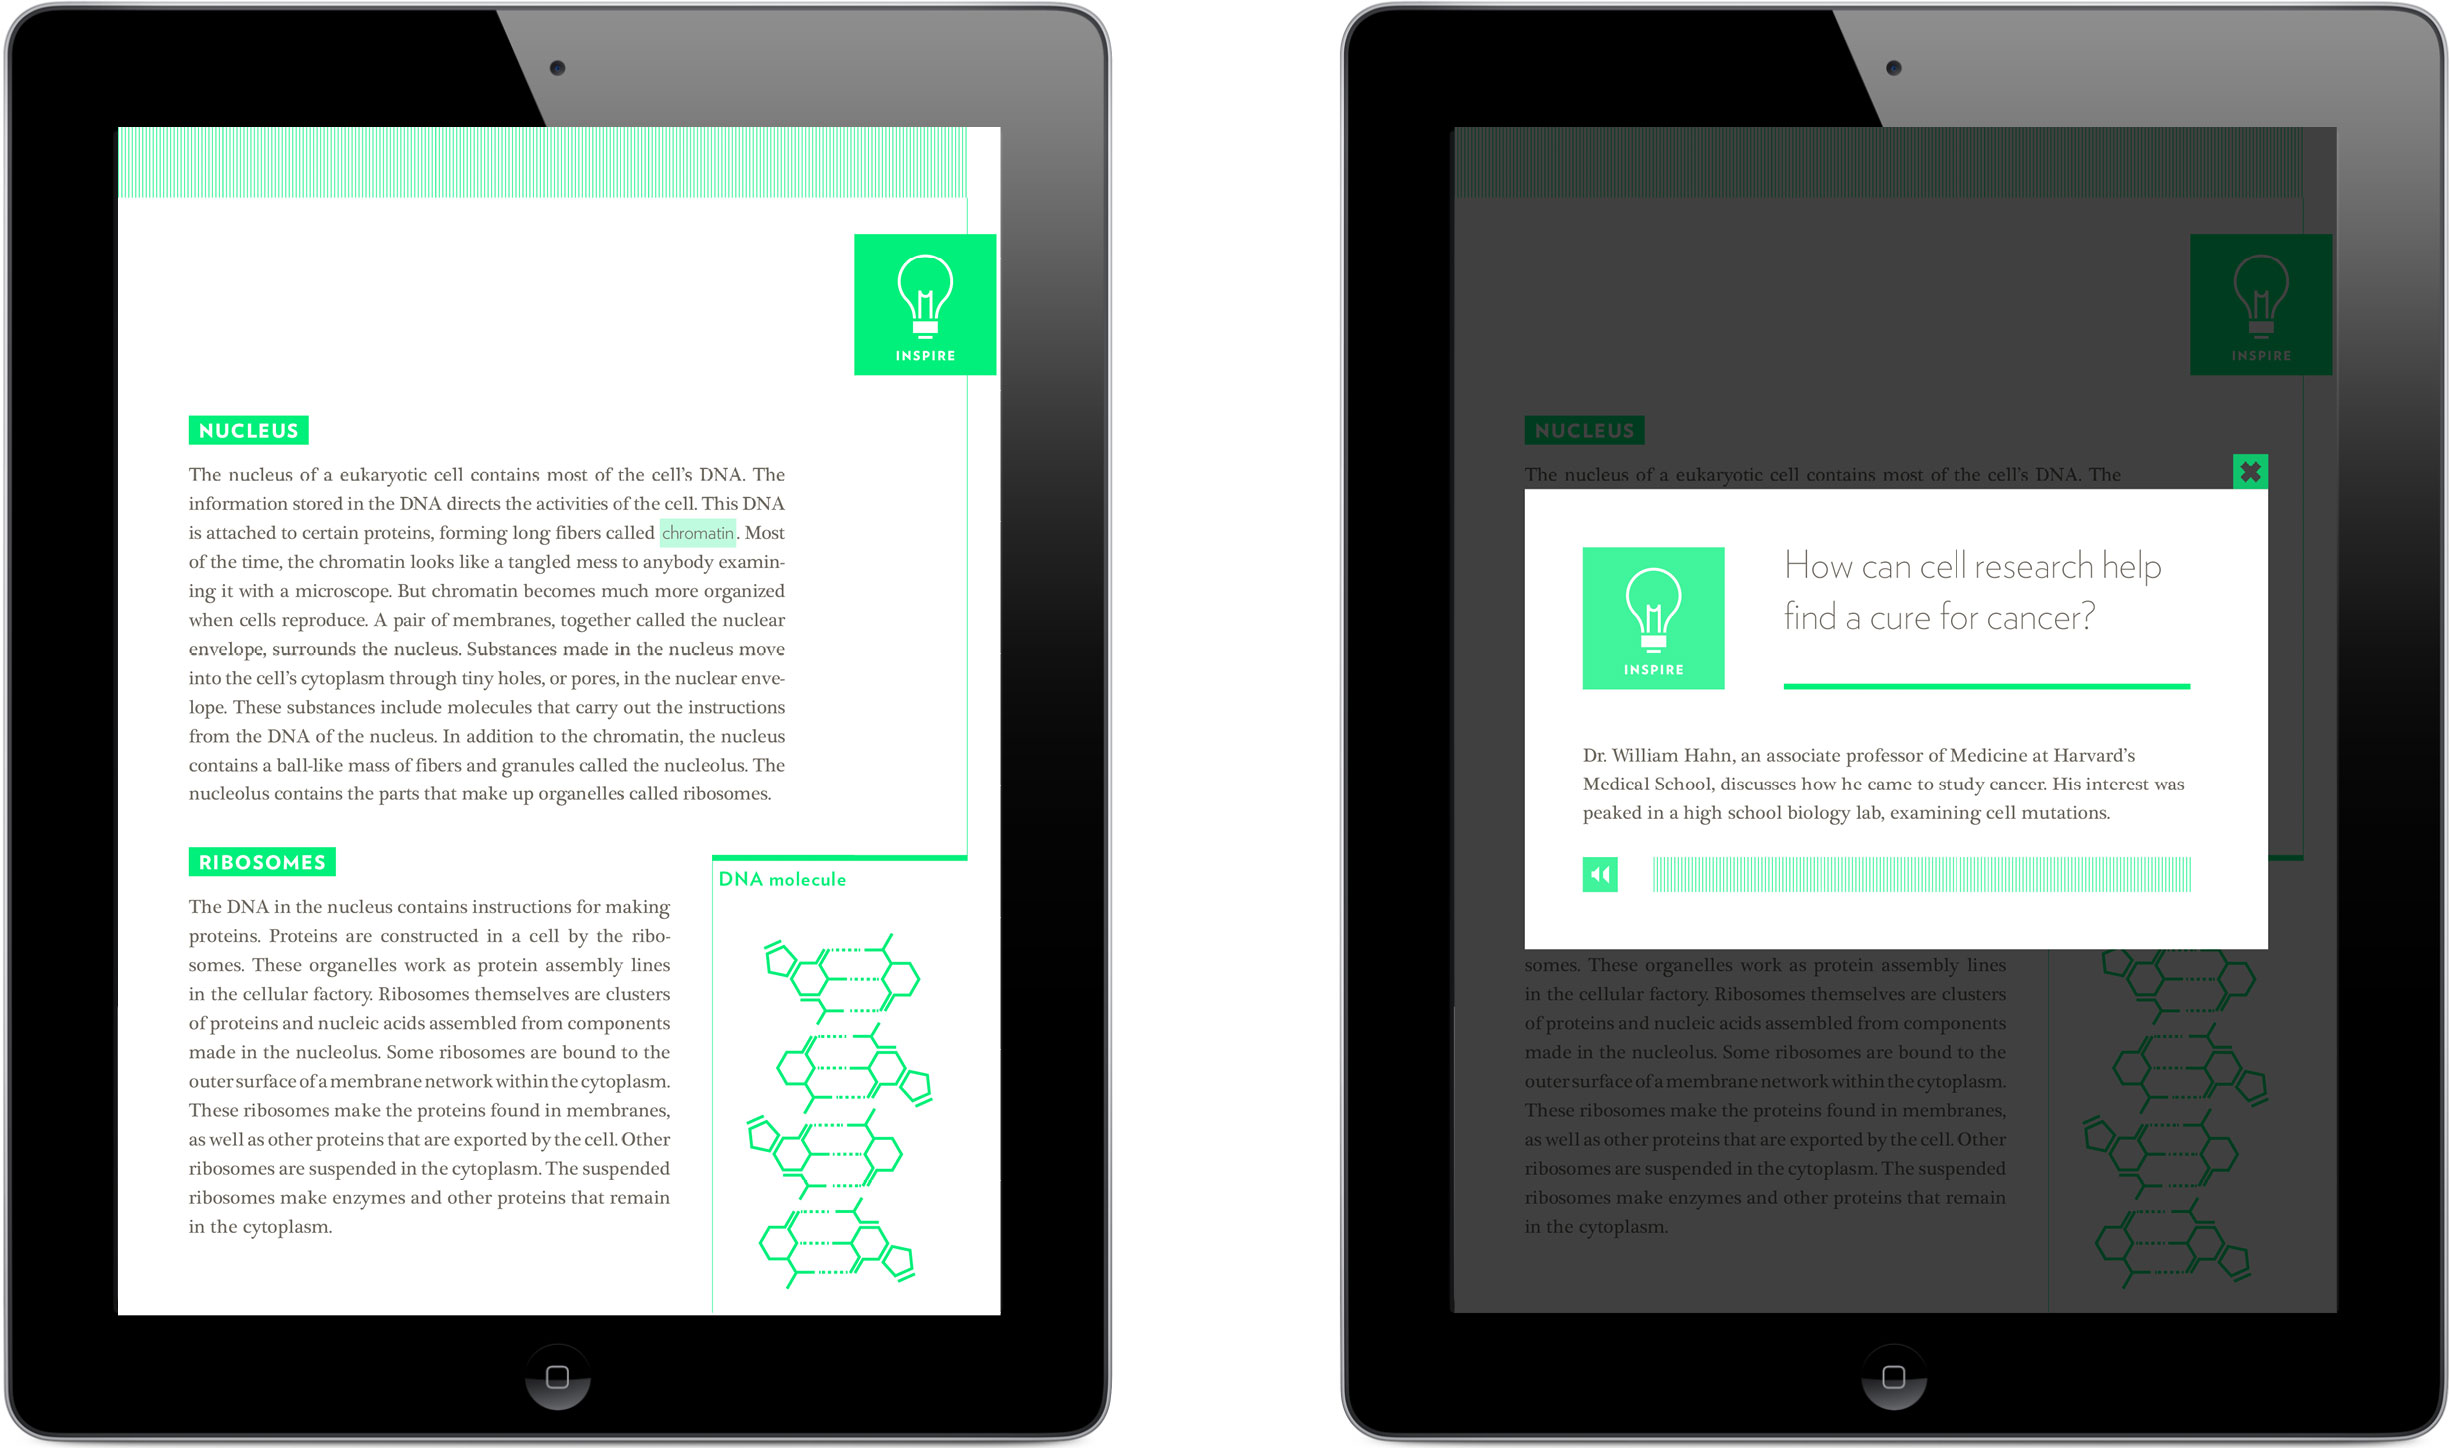 INSPIRE
NUCLEUS
The nucleus of a eukaryotic cell contains most of the cell's DNA. The
information stored in the DNA directs the activities of the cell. This DNA
is attached to certain proteins, forming long fibers called chromatin. Most
of the time, the chromatin looks like a tangled mess to anybody examin-
ing it with a microscope. But chromatin becomes much more organized
when cells reproduce. A pair of membranes, together called the nuclear
envelope, surrounds the nucleus. Substances made in the nucleus move
into the cell's cytoplasm through tiny holes, or pores, in the nuclear enve-
lope. These substances include molecules that carry out the instructions
from the DNA of the nucleus. In addition to the chromatin, the nucleus
contains a ball-like mass of fibers and granules called the nucleolus. The
nucleolus contains the parts that make up organelles called ribosomes.
RIBOSOMES
The DNA in the nucleus contains instructions for making
proteins. Proteins are constructed in a cell by the ribo-
somes. These organelles work as protein assembly lines
in the cellular factory. Ribosomes themselves are clusters
of proteins and nucleic acids assembled from components
made in the nucleolus. Some ribosomes are bound to the
outer surface of a membrane network within the cytoplasm.
These ribosomes make the proteins found in membranes,
as well as other proteins that are exported by the cell. Other
ribosomes are suspended in the cytoplasm. The suspended
ribosomes make enzymes and other proteins that remain
in the cytoplasm.
DNA molecule
INSPIRE
NUCLEUS
The nucleus of a eukaryotic cell contains most of the cell's DNA. The
INSPIRE
How can cell research help
find a cure for cancer?
Dr. William Hahn, an associate professor of Medicine at Harvard's
Medical School, discusses how he came to study cancer. His interest was
peaked in a high school biology lab, examining cell mutations.
somes. These organelles work as protein assembly lines
in the cellular factory. Ribosomes themselves are clusters
of proteins and nucleic acids assembled from components
made in the nucleolus. Some ribosomes are bound to the
outer surface of a membrane network within the cytoplasm.
These ribosomes make the proteins found in membranes,
as well as other proteins that are exported by the cell. Other
ribosomes are suspended in the cytoplasm. The suspended
ribosomes make enzymes and other proteins that remain
in the cytoplasm.